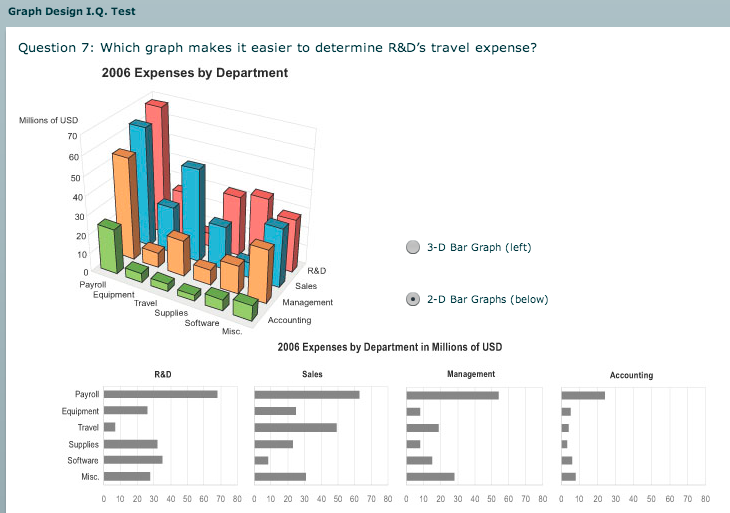 Graph Design I.Q. Test
Question 7: Which graph makes it easier to determine R&D's travel expense?
2006 Expenses by Department
Millions of USD
70
60
50
40
30
20
10
0
Payroll
Equipment
Travel
Supplies
Software
Misc.
R&D
Sales
Management
Accounting
3-D Bar Graph (left)
2-D Bar Graphs (below)
2006 Expenses by Department in Millions of USD
R&D Sales Management Accounting
Payroll
Equipment
Travel
Supplies
Software
Misc.
0 10 20 30 40 50 60 70 80 0 10 20 30 40 50 60 70 80 0 10 20 30 40 50 60 70 80 0 10 20 30 40 50 60 70 80